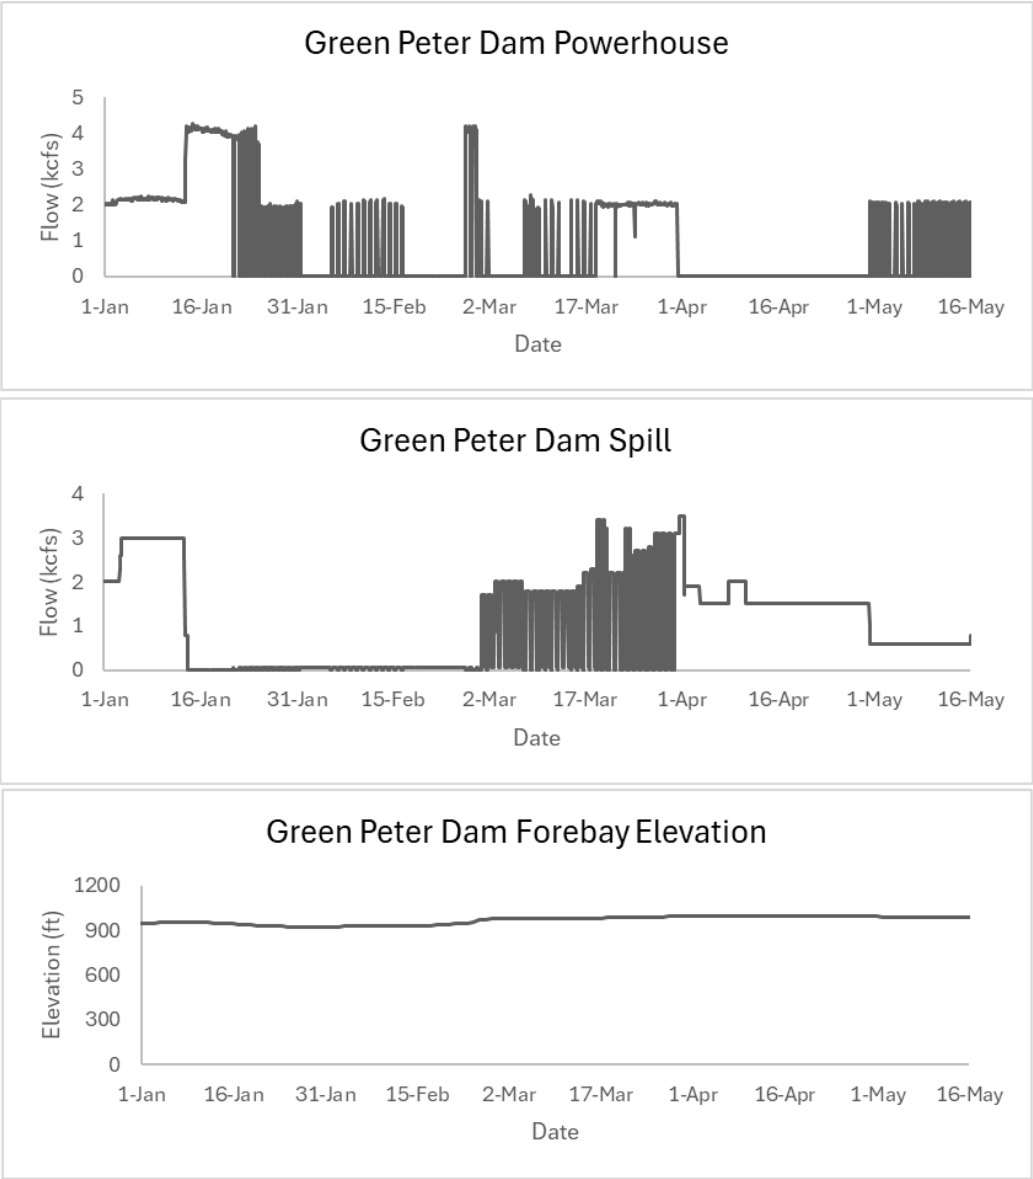 Green Peter Dam Powerhouse
5
4
3
2
1
0
Flow (kcfs)
1-Jan 16-Jan 31-Jan 15-Feb 2-Mar 17-Mar 1-Apr 16-Apr 1-May 16-May
Date
Green Peter Dam Spill
4
3
2
1
0
Flow (kcfs)
1-Jan 16-Jan 31-Jan 15-Feb 2-Mar 17-Mar 1-Apr 16-Apr 1-May 16-May
Date
Green Peter Dam Forebay Elevation
1200
900
600
300
0
Elevation (ft)
1-Jan 16-Jan 31-Jan 15-Feb 2-Mar 17-Mar 1-Apr 16-Apr 1-May 16-May
Date